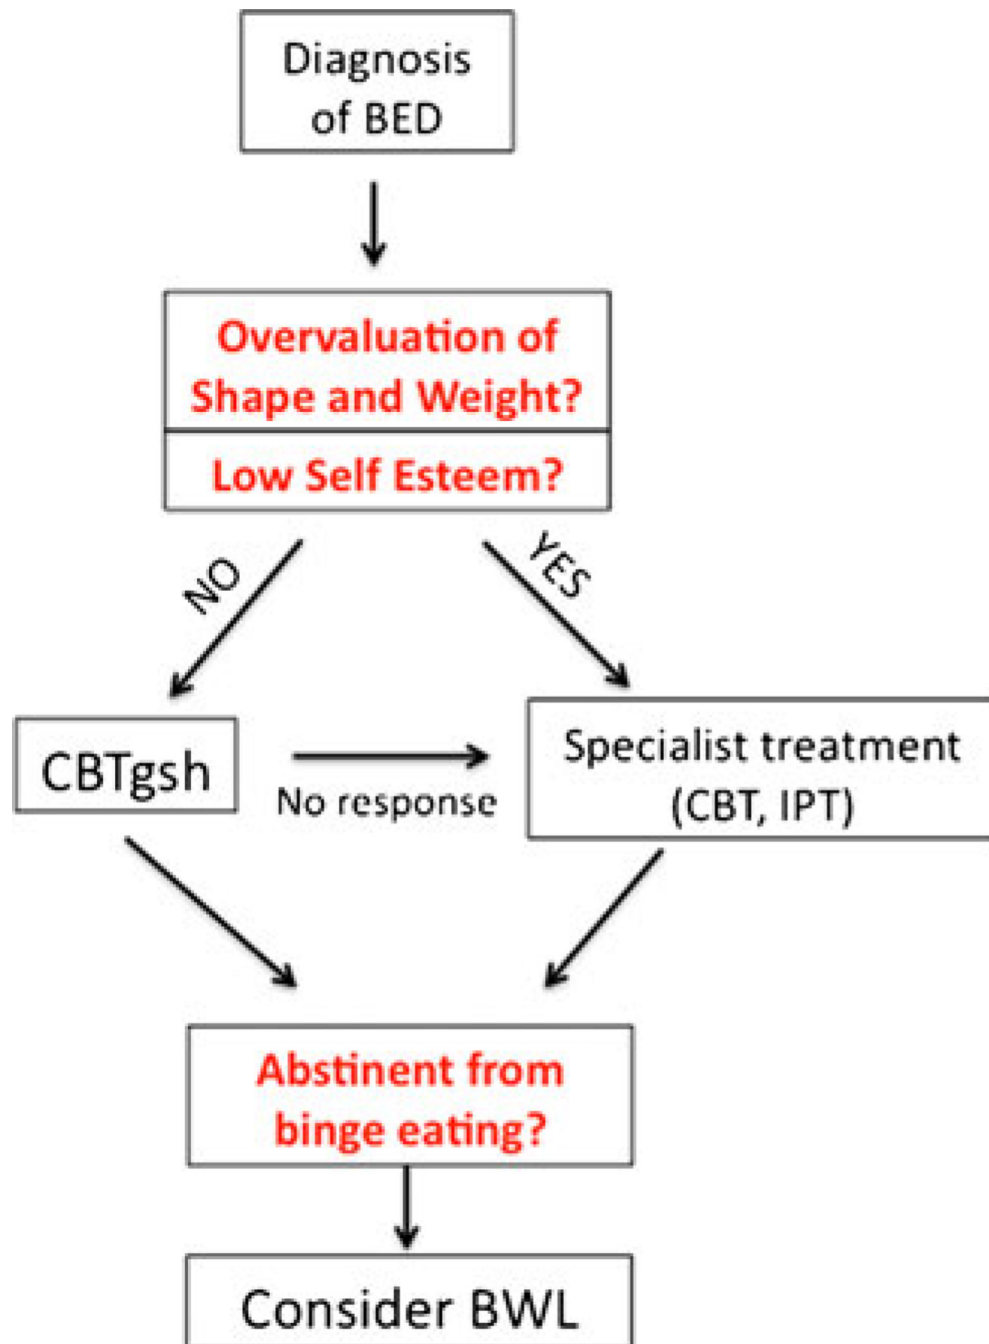 Diagnosis
of BED
Overvaluation of
Shape and Weight?
Low Self Esteem?
NO
YES
CBTgsh
No response
Specialist treatment
(CBT, IPT)
Abstinent from
binge eating?
Consider BWL